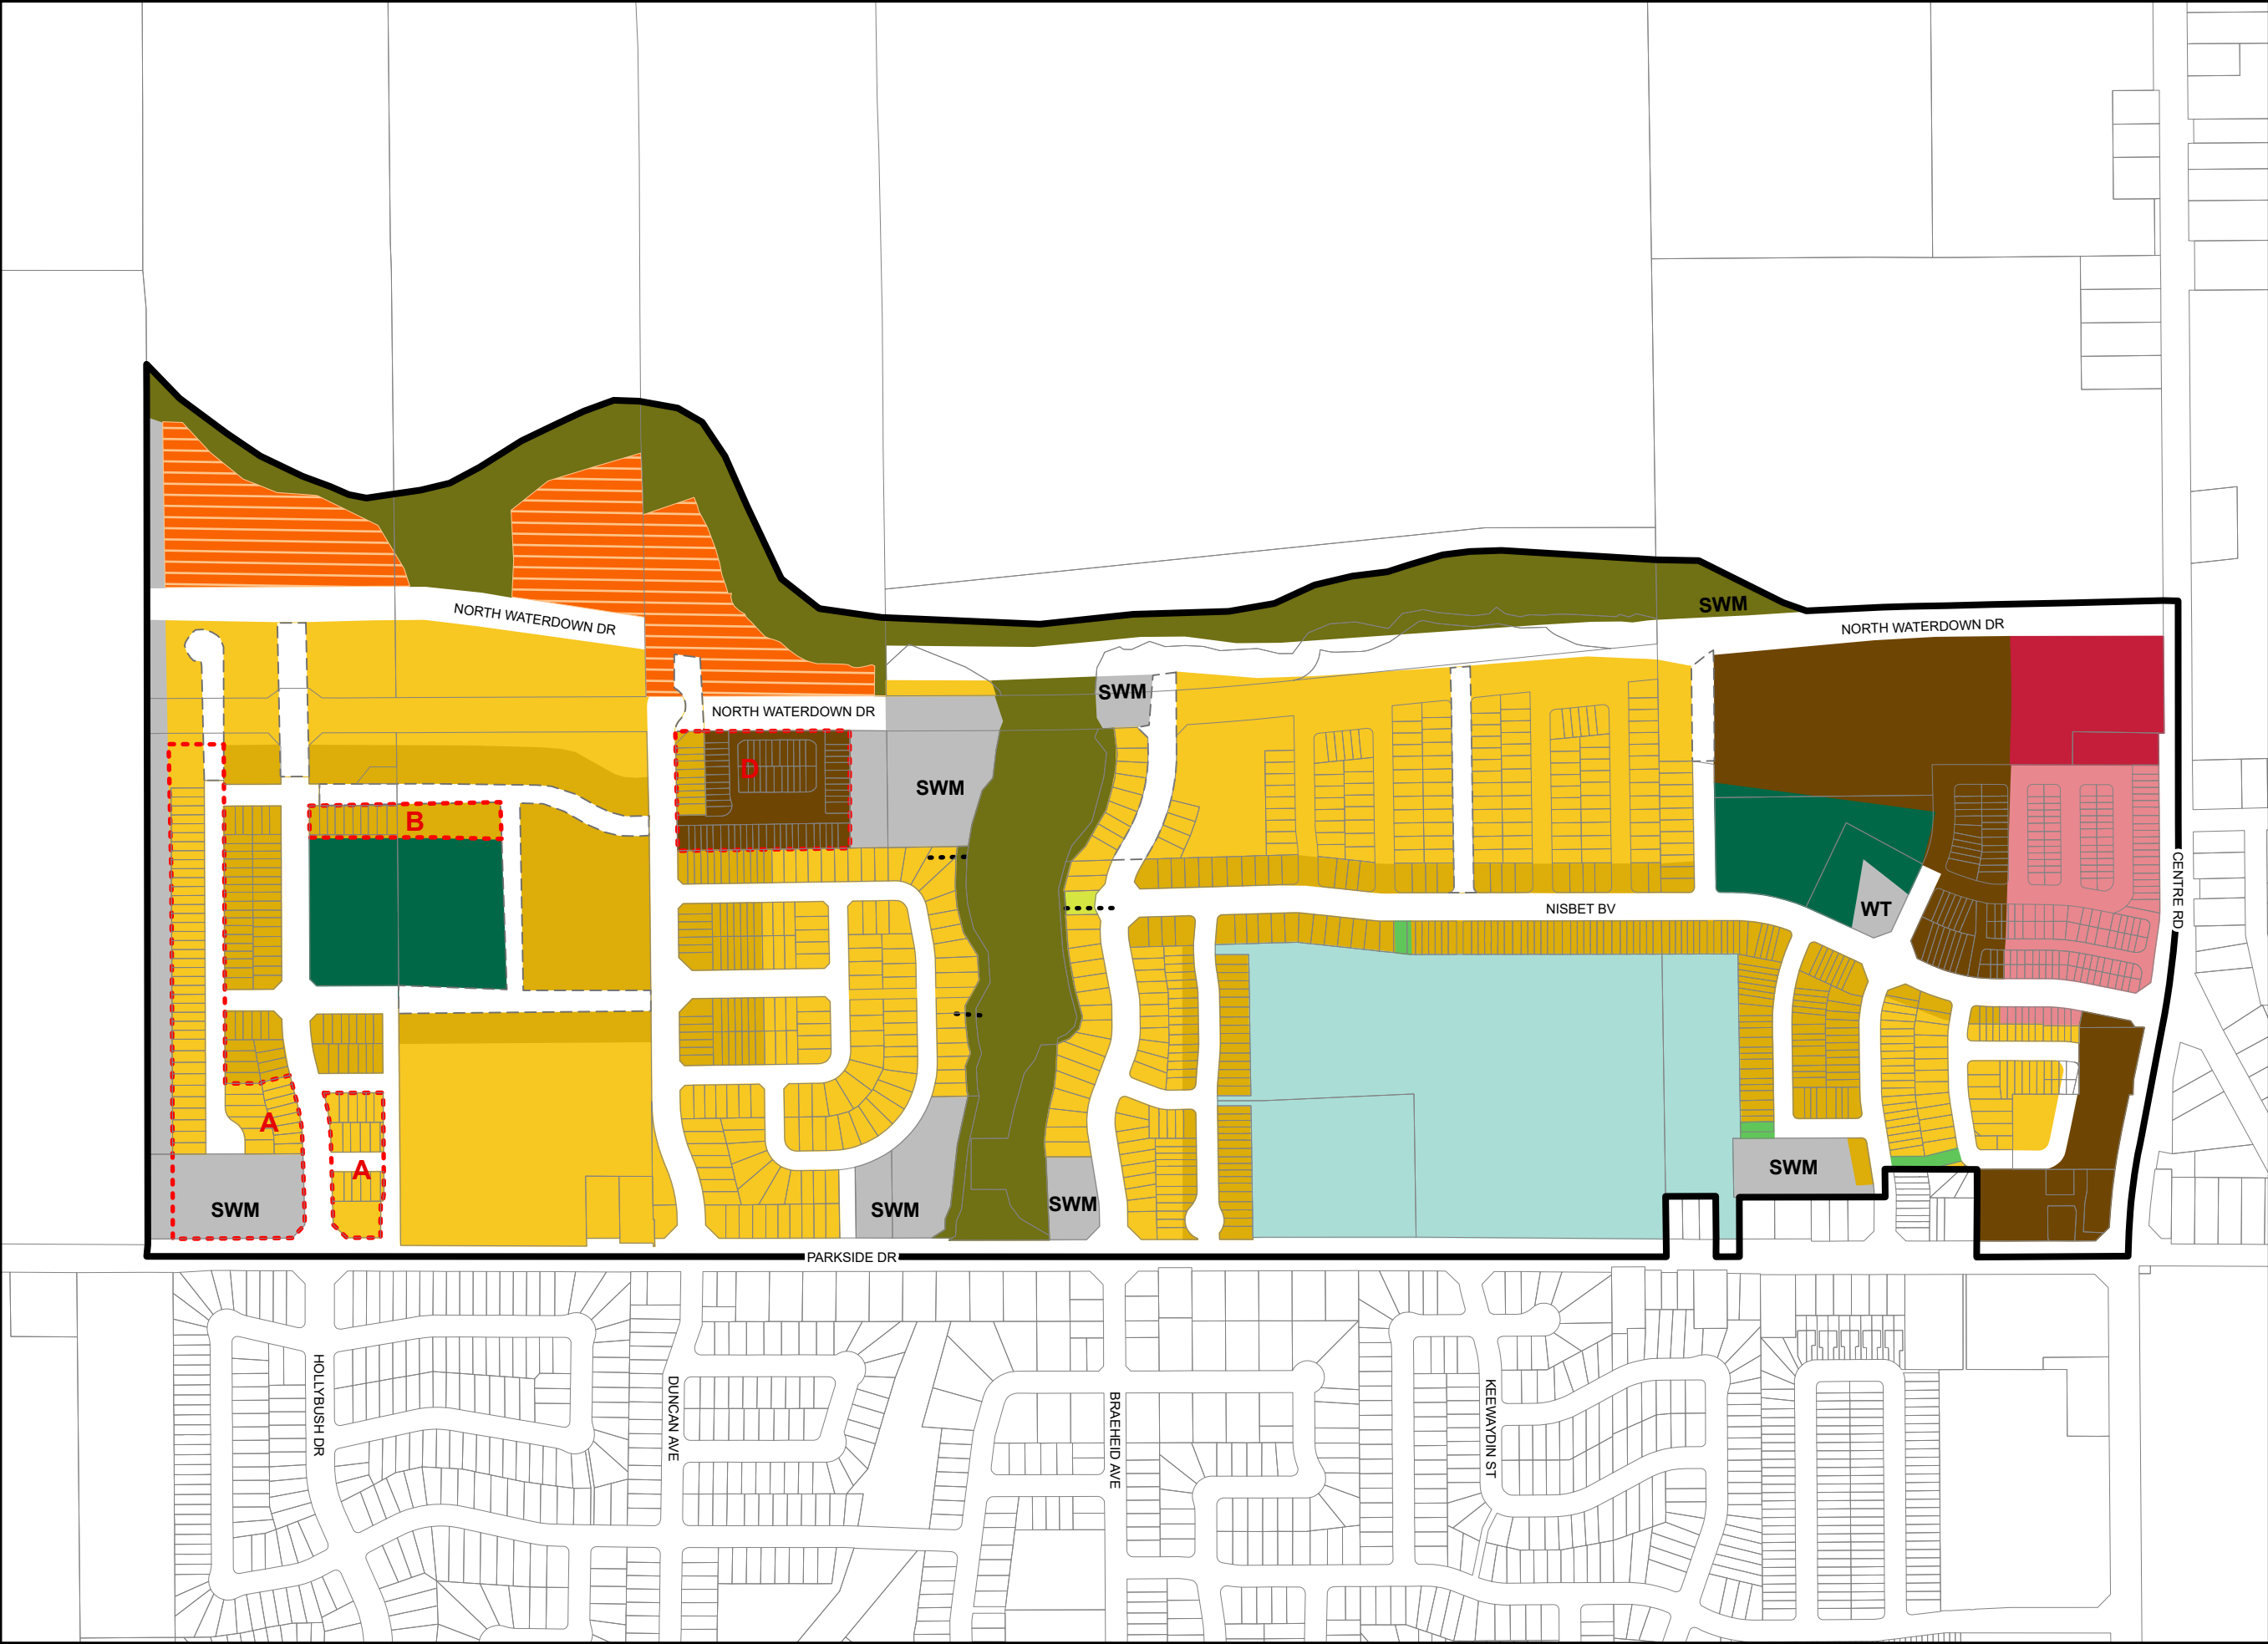 SWM
NORTH WATERDOWN DR
NORTH WATERDOWN DR
SWM
NORTH WATERDOWN DR
D
SWM
B
CENTRE RD
NISBET BV
WT
A
A
SWM
SWM
SWM
SWM
PARKSIDE DR
HOLLYBUSH DR
DUNCAN AVE
BRAEHEID AVE
KEEWAYDIN ST